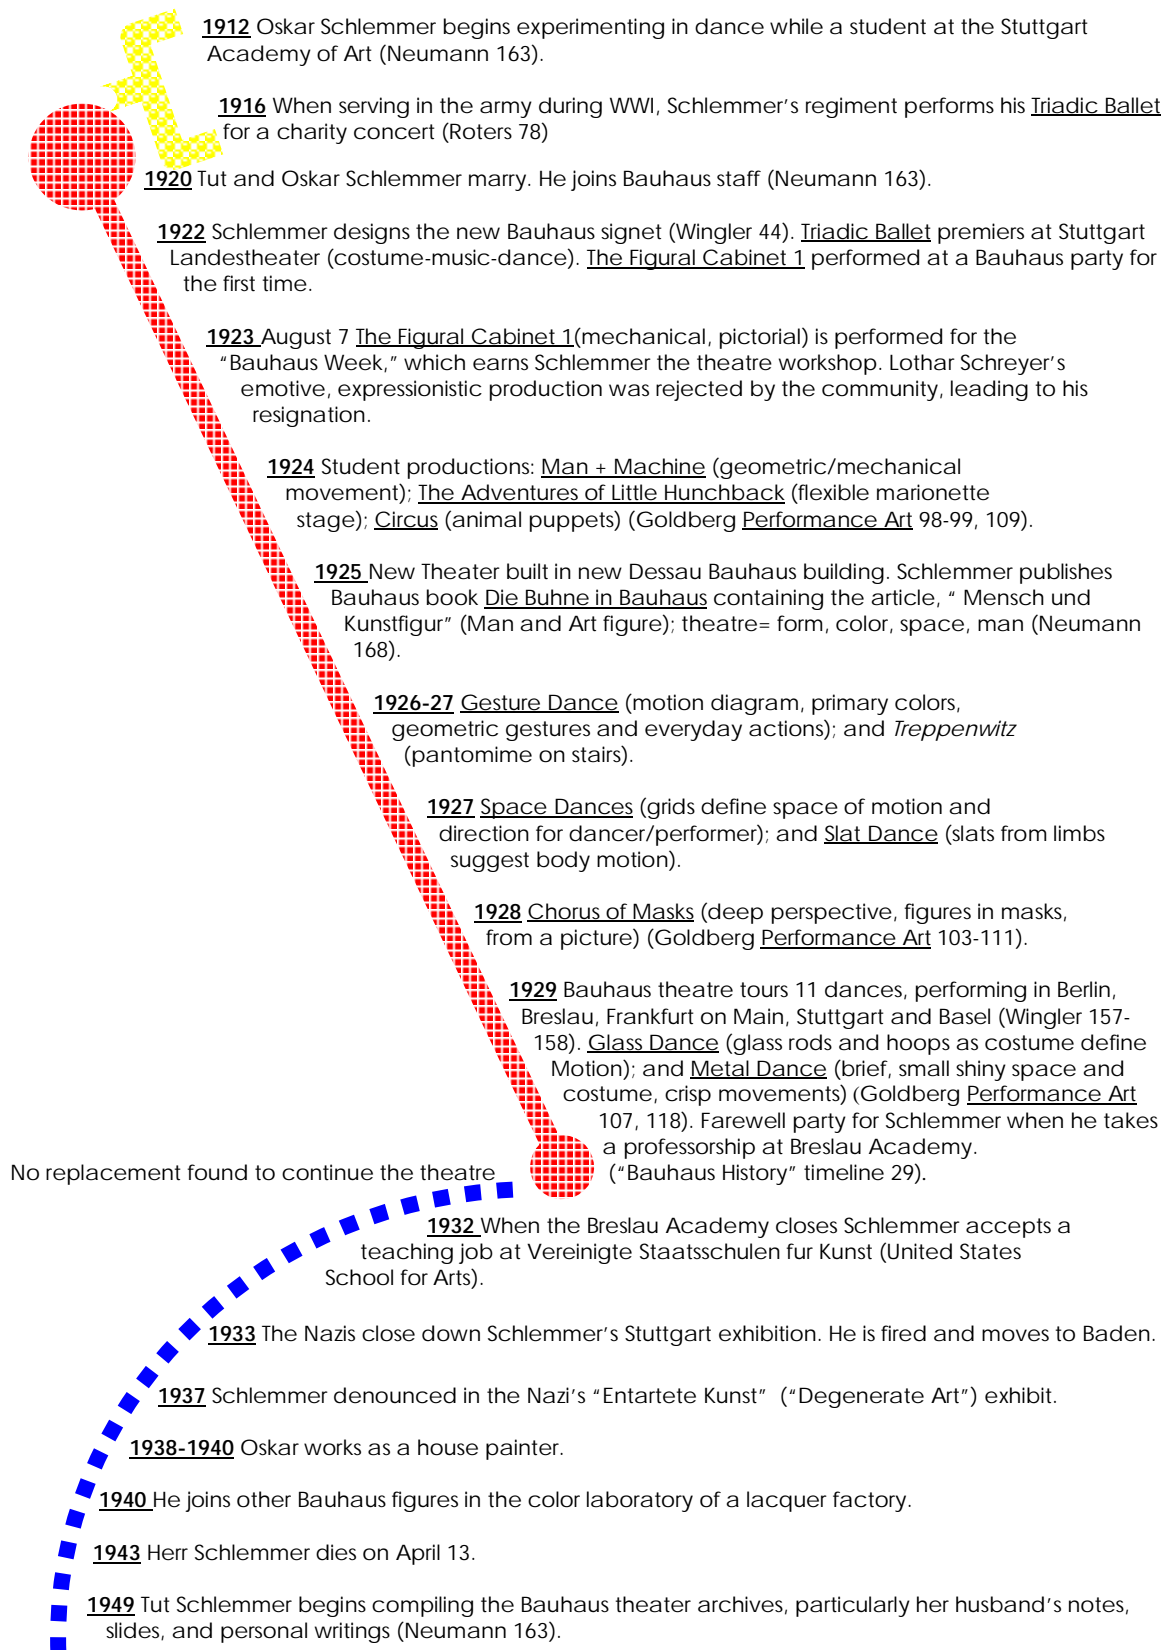 1912 Oskar Schlemmer begins experimenting in dance while a student at the Stuttgart
Academy of Art (Neumann 163).
1916 When serving in the army during WWI, Schlemmer's regiment performs his Triadic Ballet
for a charity concert (Roters 78)
1920 Tut and Oskar Schlemmer marry. He joins Bauhaus staff (Neumann 163).
1922 Schlemmer designs the new Bauhaus signet (Wingler 44). Triadic Ballet premiers at Stuttgart
Landestheater (costume-music-dance). The Figural Cabinet 1 performed at a Bauhaus party for
the first time.
1923 August 7 The Figural Cabinet 1(mechanical, pictorial) is performed for the
"Bauhaus Week," which earns Schlemmer the theatre workshop. Lothar Schreyer's
emotive, expressionistic production was rejected by the community, leading to his
resignation.
1924 Student productions: Man + Machine (geometric/mechanical
movement); The Adventures of Little Hunchback (flexible marionette
stage); Circus (animal puppets) (Goldberg Performance Art 98-99, 109).
1925 New Theater built in new Dessau Bauhaus building. Schlemmer publishes
Bauhaus book Die Buhne in Bauhaus containing the article, " Mensch und
Kunstfigur" (Man and Art figure); theatre= form, color, space, man (Neumann
168).
1926-27 Gesture Dance (motion diagram, primary colors,
geometric gestures and everyday actions); and Treppenwitz
(pantomime on stairs).
1927 Space Dances (grids define space of motion and
direction for dancer/performer); and Slat Dance (slats from limbs
suggest body motion).
1928 Chorus of Masks (deep perspective, figures in masks,
from a picture) (Goldberg Performance Art 103-111).
1929 Bauhaus theatre tours 11 dances, performing in Berlin,
Breslau, Frankfurt on Main, Stuttgart and Basel (Wingler 157-
158). Glass Dance (glass rods and hoops as costume define
Motion); and Metal Dance (brief, small shiny space and
costume, crisp movements) (Goldberg Performance Art
107, 118). Farewell party for Schlemmer when he takes
a professorship at Breslau Academy.
("Bauhaus History" timeline 29).
No replacement found to continue the theatre
1932 When the Breslau Academy closes Schlemmer accepts a
teaching job at Vereinigte Staatsschulen fur Kunst (United States
School for Arts).
1933 The Nazis close down Schlemmer's Stuttgart exhibition. He is fired and moves to Baden.
1937 Schlemmer denounced in the Nazi's "Entartete Kunst" ("Degenerate Art") exhibit.
1938-1940 Oskar works as a house painter.
1940 He joins other Bauhaus figures in the color laboratory of a lacquer factory.
1943 Herr Schlemmer dies on April 13.
1949 Tut Schlemmer begins compiling the Bauhaus theater archives, particularly her husband's notes,
slides, and personal writings (Neumann 163).